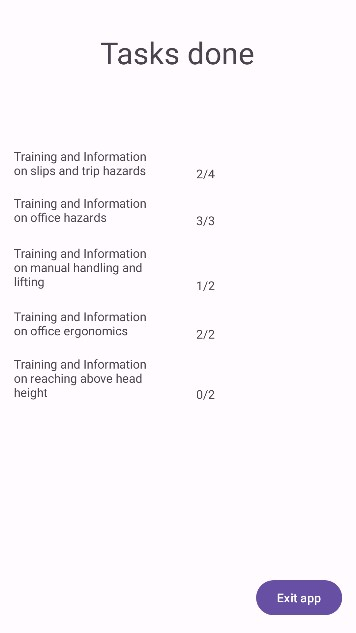 Tasks done
Training and Information
on slips and trip hazards
2/4
Training and Information
on office hazards
3/3
Training and Information
on manual handling and
lifting
1/2
Training and Information
on office ergonomics
2/2
Training and Information
on reaching above head
height
0/2
Exit app